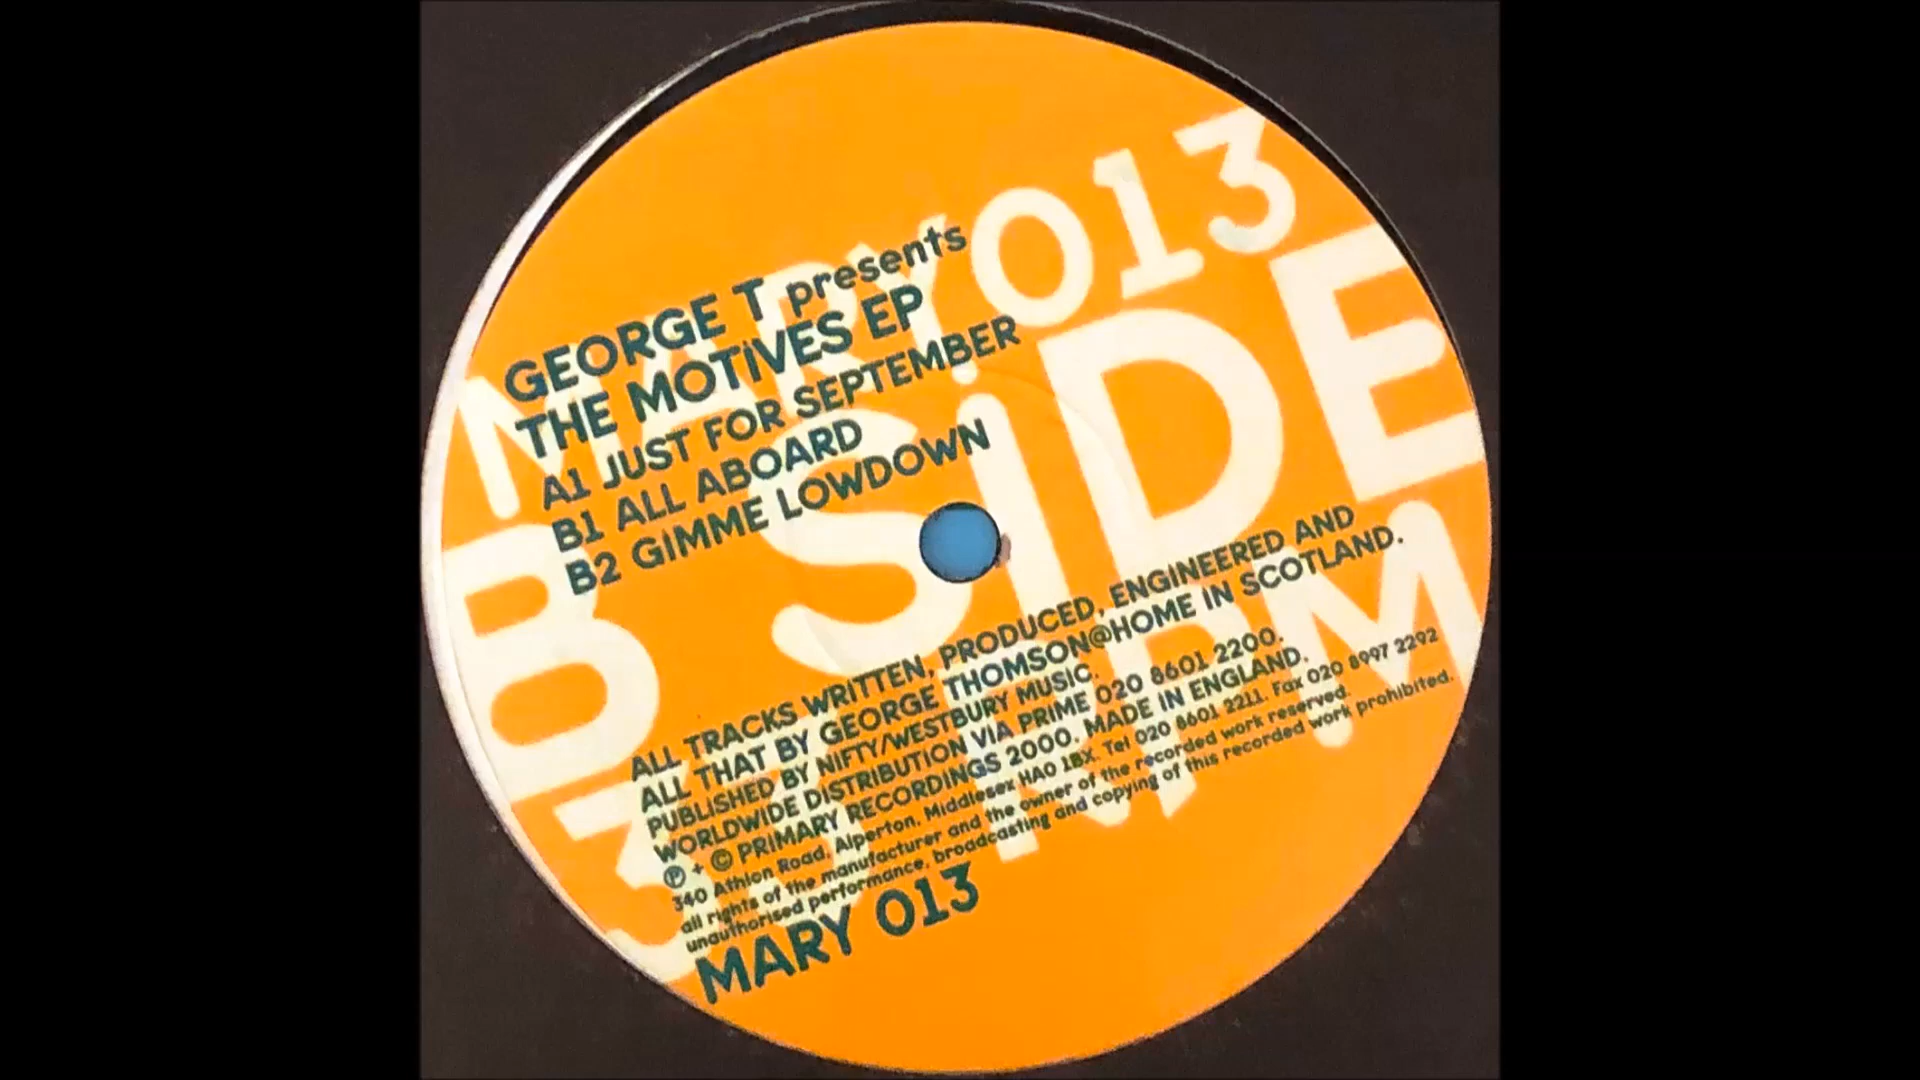 MARY 013
B SiDE
33 RPM
GEORGE T presents
THE MOTiVES EP
A1 JUST FOR SEPTEMBER
B1 ALL ABOARD
B2 GiMME LOWDOWN
ALL TRACKS WRiTTEN, PRODUCED, ENGiNEERED AND
ALL THAT BY GEORGE THOMSON@HOME IN SCOTLAND.
PUBLiSHED BY NiFTY/WESTBURY MUSiC.
WORLDWiDE DiSTRiBUTiON ViA PRiME 020 8601 2200.
℗ + © PRiMARY RECORDiNGS 2000. MADE iN ENGLAND.
340 Athlon Road, Alperton, Middlesex HA0 1BX. Tel 020 8601 2211. Fax 020 8997 2292
all rights of the manufacturer and the owner of the recorded work reserved.
unauthorised performance, broadcasting and copying of this recorded work prohibited.
MARY 013